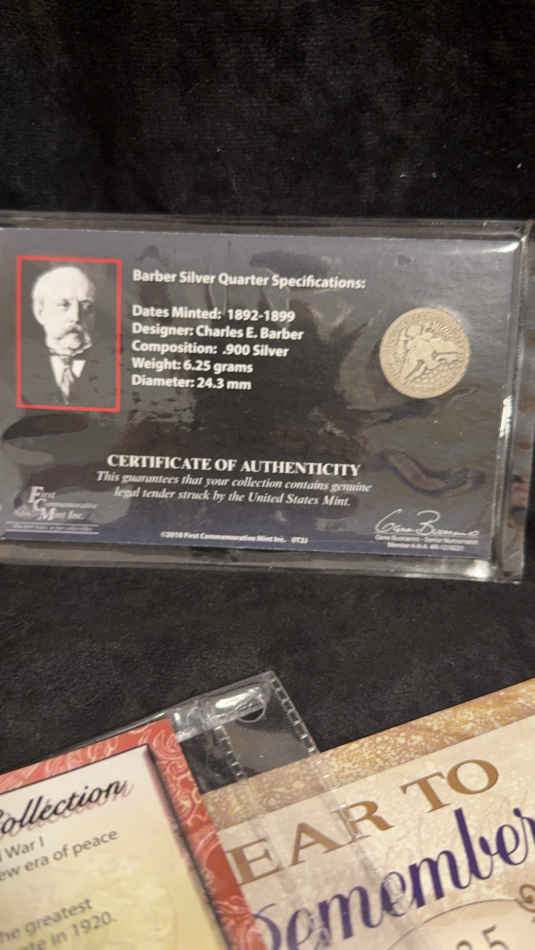 Barber Silver Quarter Specifications:
Dates Minted: 1892-1899
Designer: Charles E. Barber
Composition: .900 Silver
Weight: 6.25 grams
Diameter: 24.3 mm
CERTIFICATE OF AUTHENTICITY
This guarantees that your collection contains genuine
legal tender struck by the United States Mint.
First
Commemorative
Mint Inc.
©2018 First Commemorative Mint Inc. 0T2J
ollection
War I
ew era of peace
he greatest
te in 1920.
EAR TO
Remember